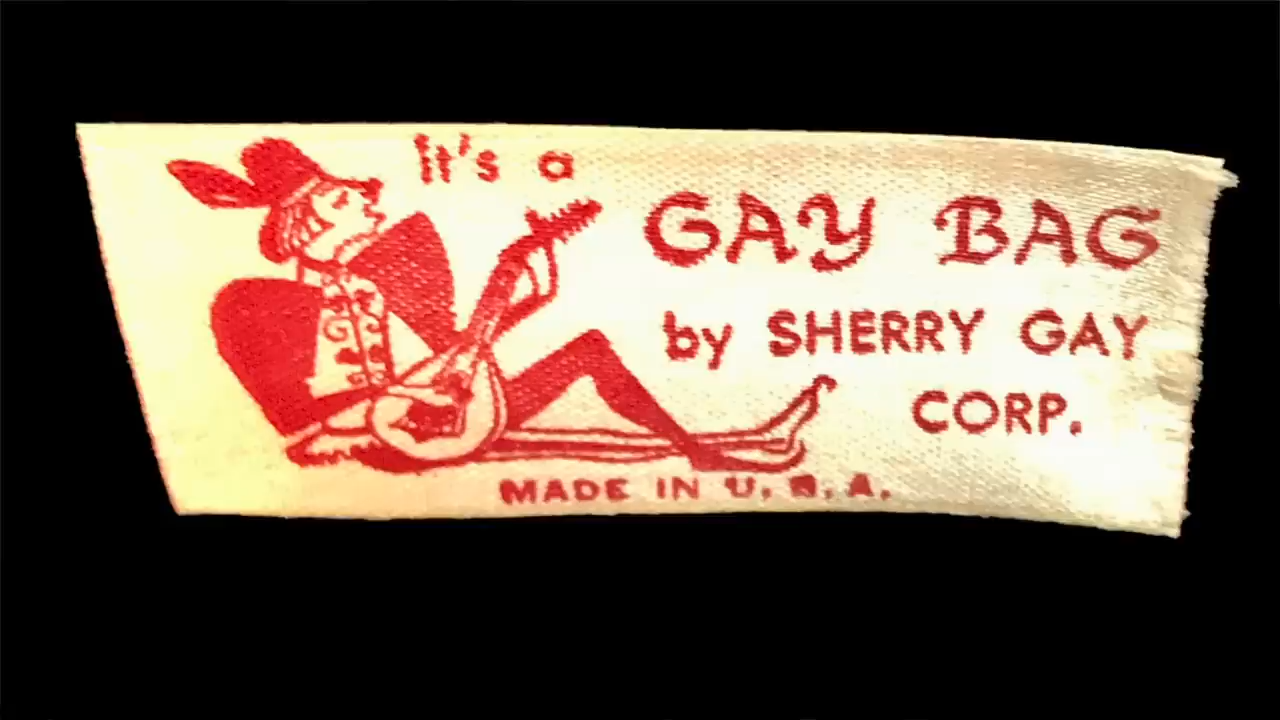 It's a
GAY BAG
by SHERRY GAY
CORP.
MADE IN U.S.A.